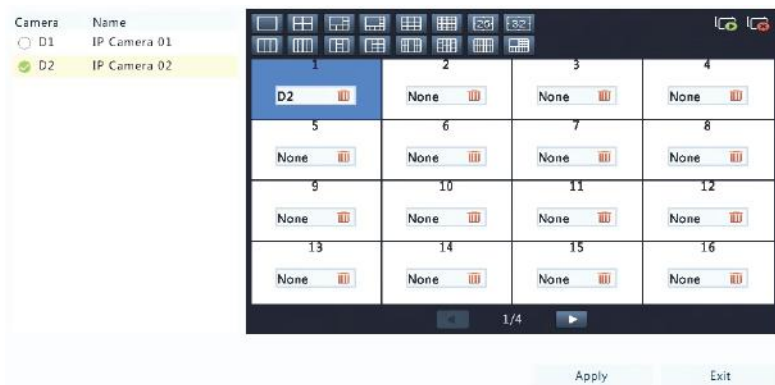 Camera Name
D1 IP Camera 01
D2 IP Camera 02
20 32
1 2 3 4
D2 None None None
5 6 7 8
None None None None
9 10 11 12
None None None None
13 14 15 16
None None None None
1/4
Apply Exit